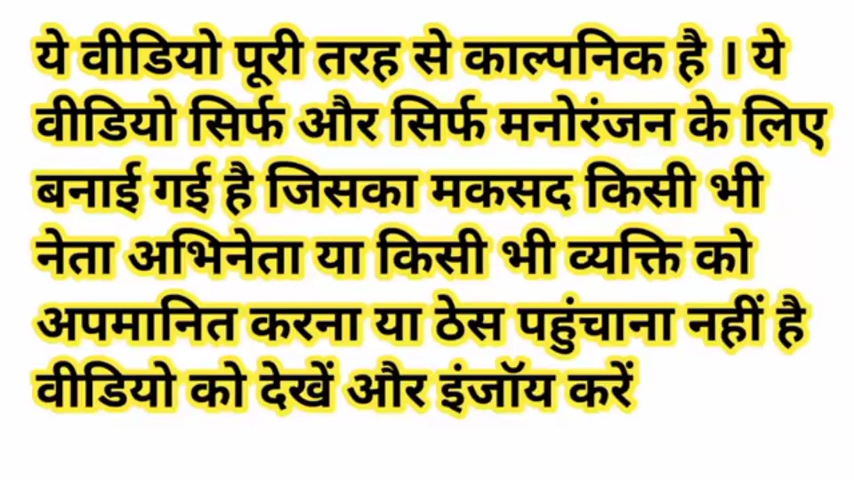 ये वीडियो पूरी तरह से काल्पनिक है । ये
वीडियो सिर्फ और सिर्फ मनोरंजन के लिए
बनाई गई है जिसका मकसद किसी भी
नेता अभिनेता या किसी भी व्यक्ति को
अपमानित करना या ठेस पहुंचाना नहीं है
वीडियो को देखें और इंजॉय करें